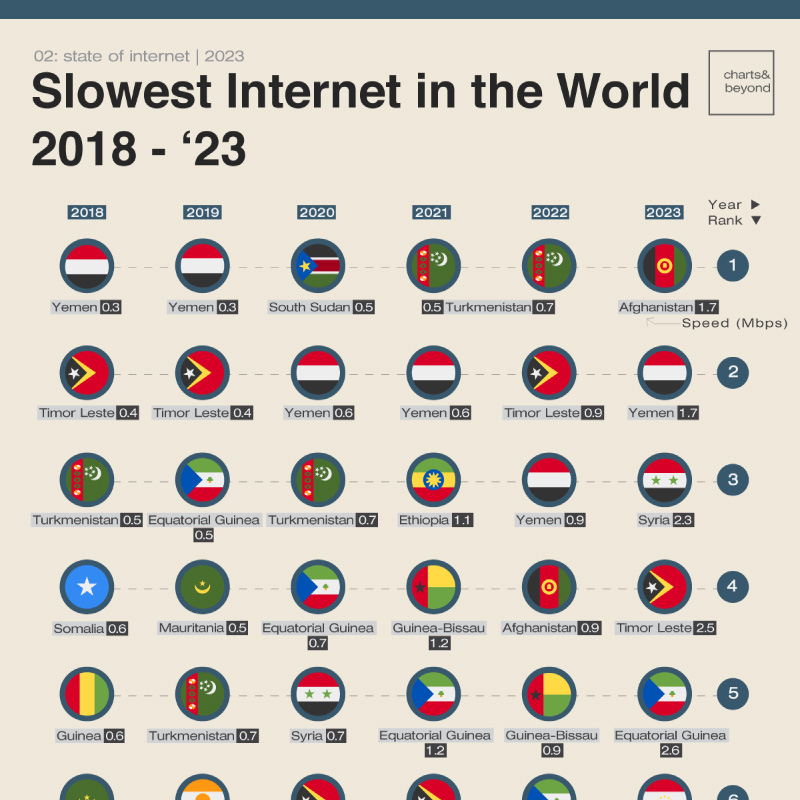 02: state of internet | 2023
Slowest Internet in the World
2018 - ‘23
charts&
beyond
2018 2019 2020 2021 2022 2023 Year ▶
Rank ▼
1
Yemen 0.3 Yemen 0.3 South Sudan 0.5 0.5 Turkmenistan 0.7 Afghanistan 1.7
Speed (Mbps)
2
Timor Leste 0.4 Timor Leste 0.4 Yemen 0.6 Yemen 0.6 Timor Leste 0.9 Yemen 1.7
3
Turkmenistan 0.5 Equatorial Guinea Turkmenistan 0.7 Ethiopia 1.1 Yemen 0.9 Syria 2.3
0.5
4
Somalia 0.6 Mauritania 0.5 Equatorial Guinea Guinea-Bissau Afghanistan 0.9 Timor Leste 2.5
0.7 1.2
5
Guinea 0.6 Turkmenistan 0.7 Syria 0.7 Equatorial Guinea Guinea-Bissau Equatorial Guinea
1.2 0.9 2.6